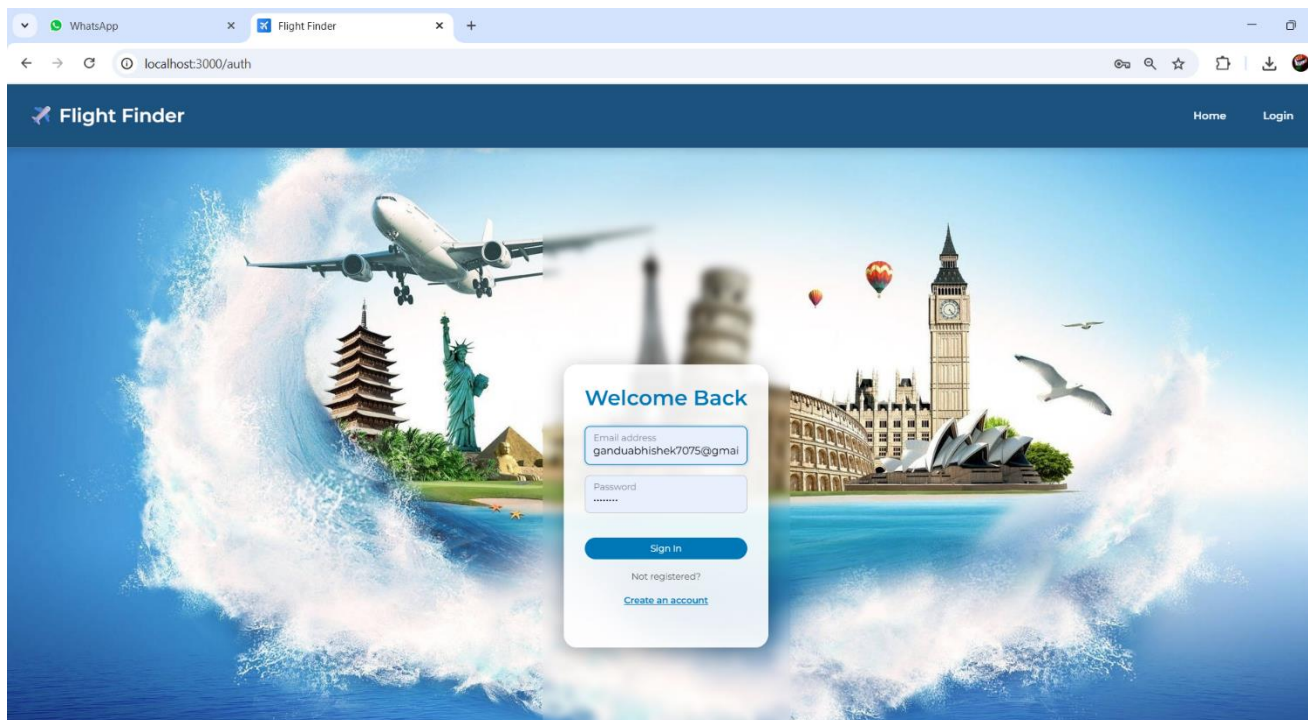 WhatsApp
Flight Finder
localhost:3000/auth
Flight Finder
Home
Login
Welcome Back
Email address
ganduabhishek7075@gmai
Password
Sign In
Not registered?
Create an account